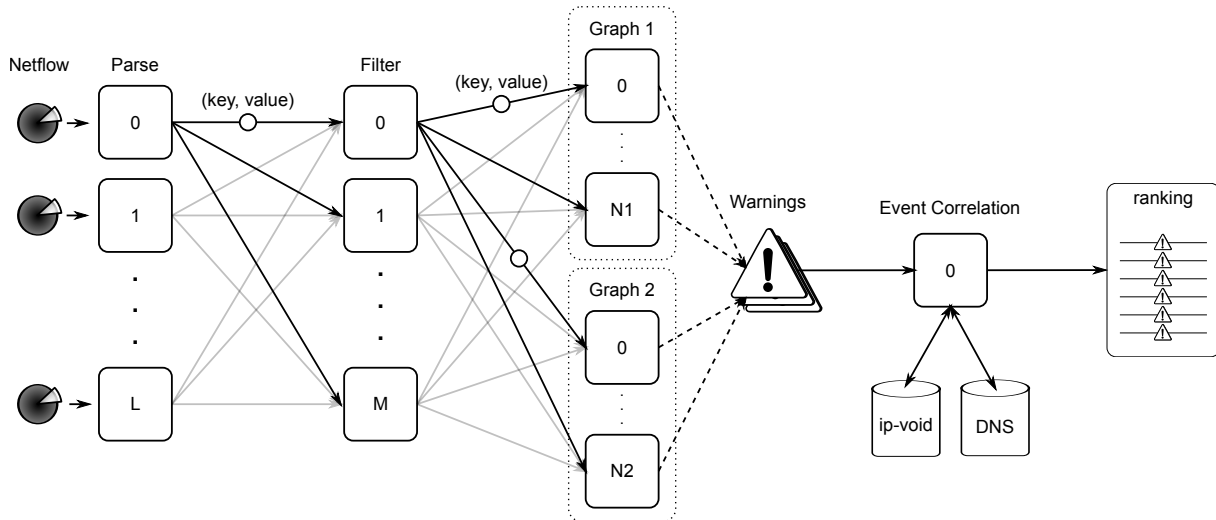 Netflow
Parse
(key, value)
Filter
(key, value)
Graph 1
0
1
L
0
1
M
0
N1
Graph 2
0
N2
Warnings
!
Event Correlation
0
ip-void
DNS
ranking
!
!
!
!
!
!